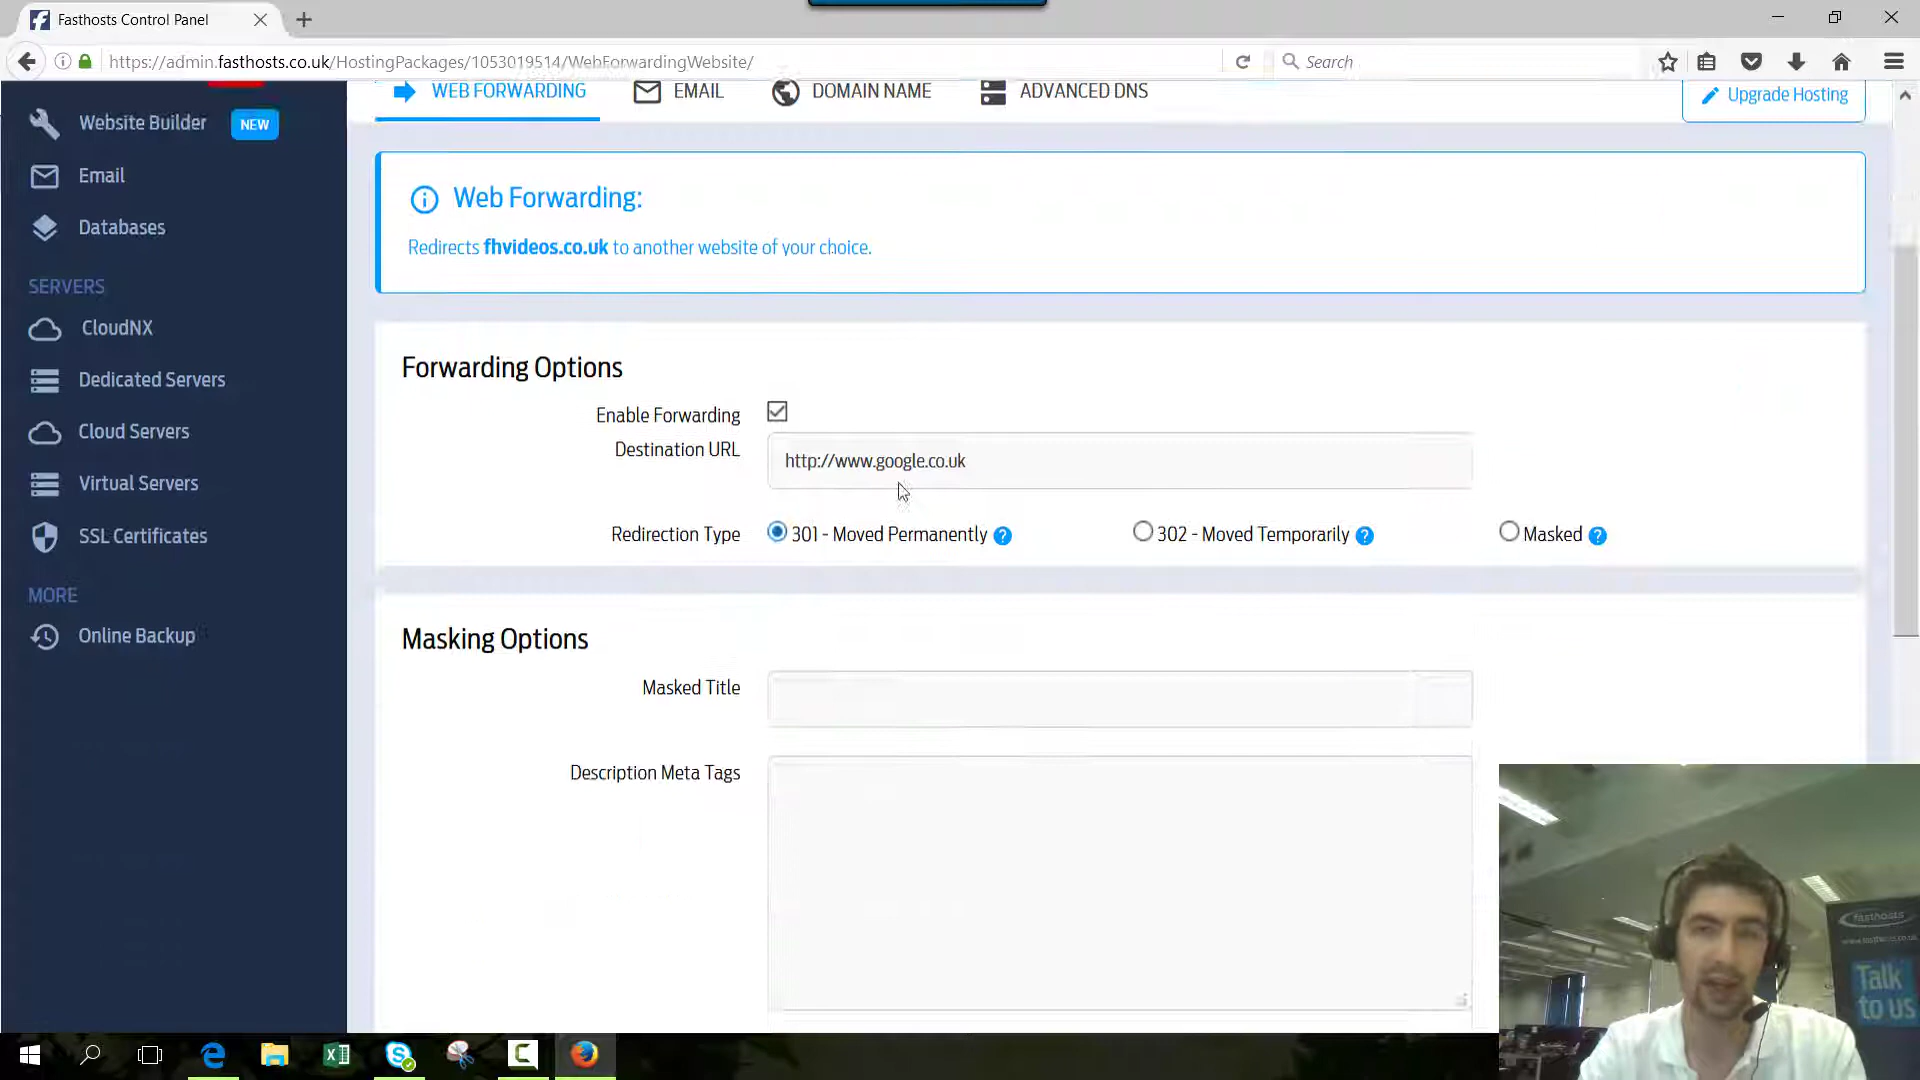 Fasthosts Control Panel
https://admin.fasthosts.co.uk/HostingPackages/1053019514/WebForwardingWebsite/
Search
WEB FORWARDING
EMAIL
DOMAIN NAME
ADVANCED DNS
Upgrade Hosting
Website Builder NEW
Email
Databases
SERVERS
CloudNX
Dedicated Servers
Cloud Servers
Virtual Servers
SSL Certificates
MORE
Online Backup
Web Forwarding:
Redirects fhvideos.co.uk to another website of your choice.
Forwarding Options
Enable Forwarding
Destination URL
http://www.google.co.uk
Redirection Type
301 - Moved Permanently ?
302 - Moved Temporarily ?
Masked ?
Masking Options
Masked Title
Description Meta Tags
fasthosts
Talk
to us